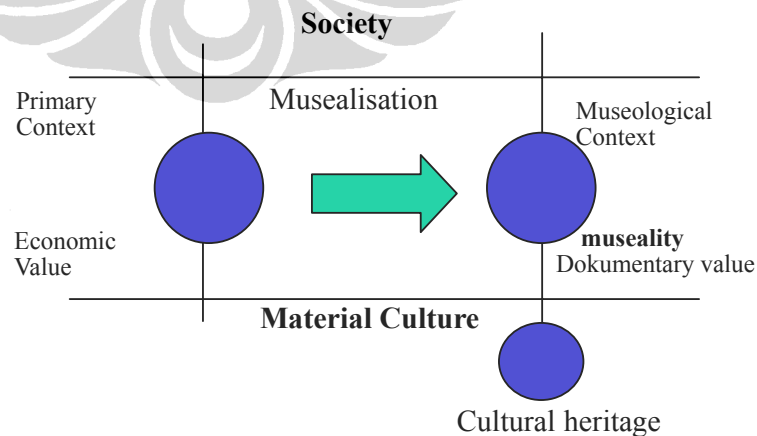 Society
Musealisation
Primary
Context
Museological
Context
Economic
Value
museality
Dokumentary value
Material Culture
Cultural heritage